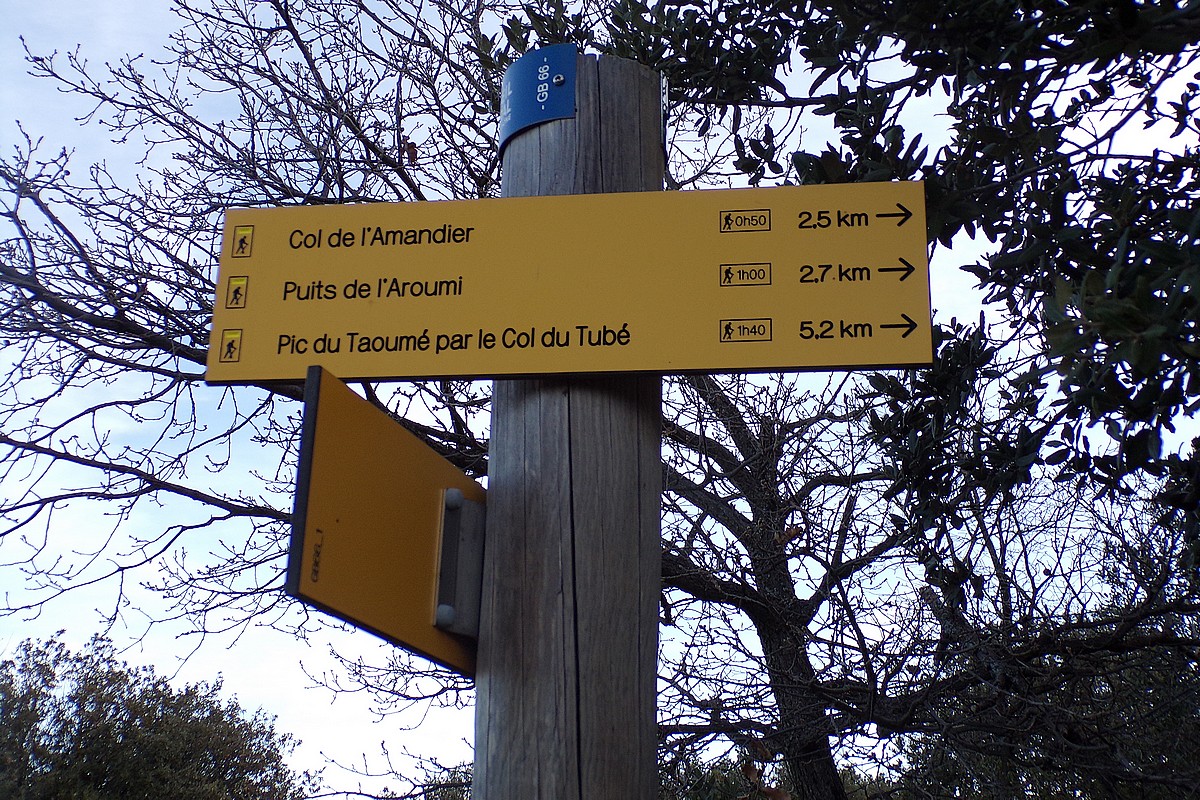 - GB 66 -
Col de l'Amandier 0h50 2.5 km →
Puits de l'Aroumi 1h00 2.7 km →
Pic du Taoumé par le Col du Tubé 1h40 5.2 km →